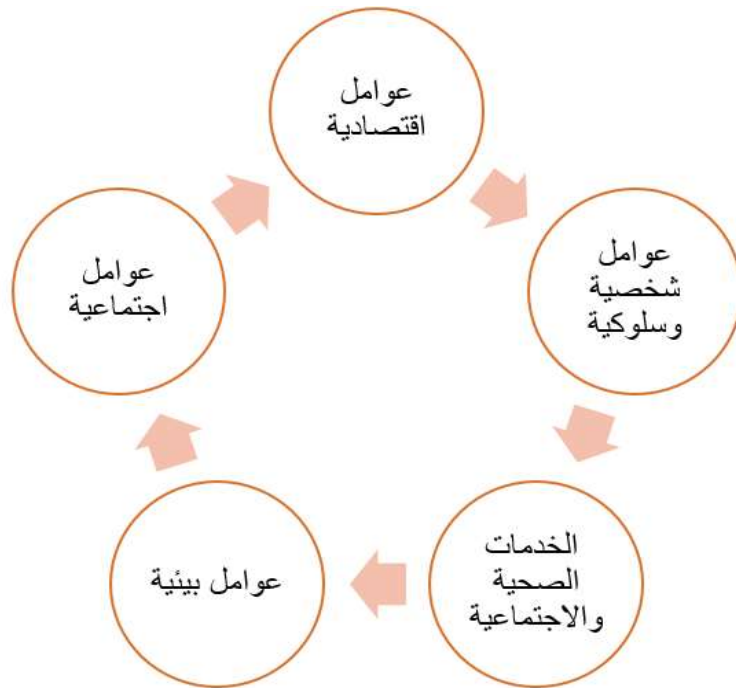 عوامل
اقتصادية
عوامل
شخصية
وسلوكية
الخدمات
الصحية
والاجتماعية
عوامل بيئية
عوامل
اجتماعية